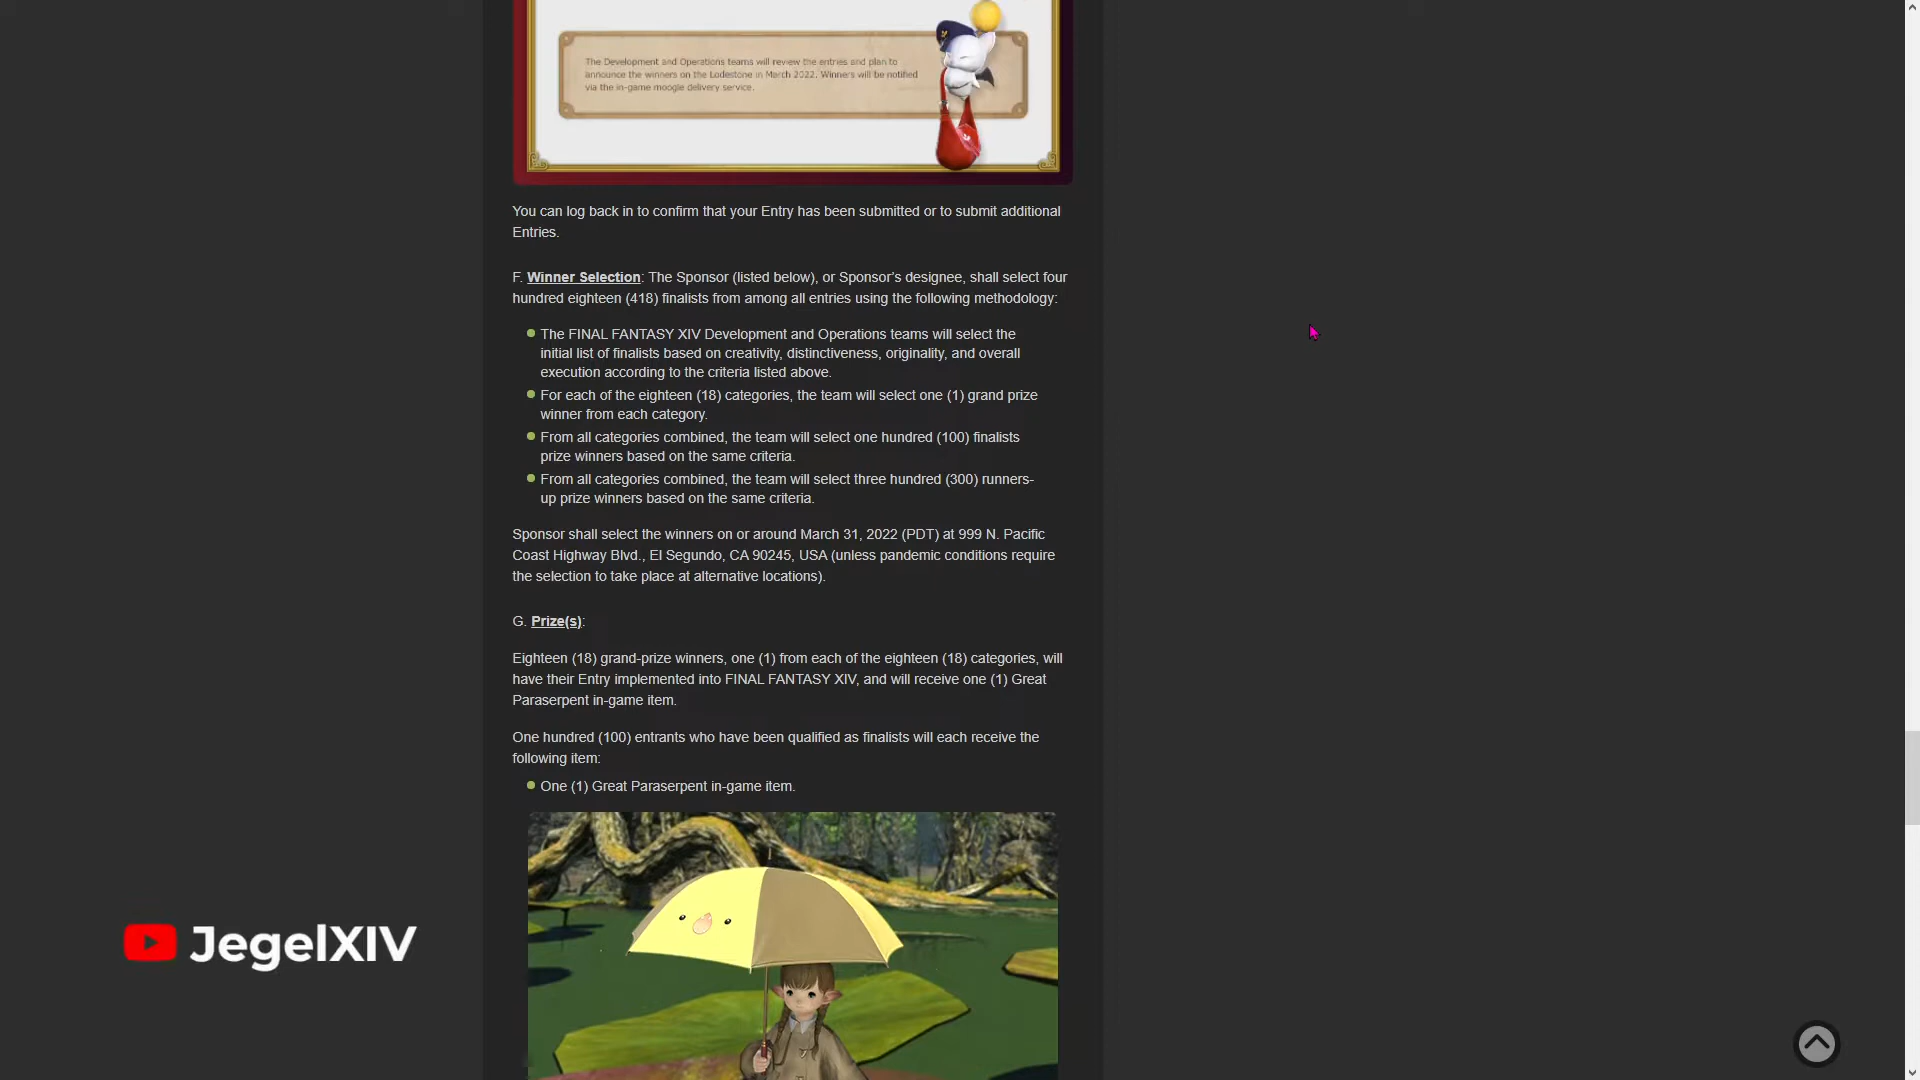 The Development and Operations teams will review the entries and plan to
announce the winners on the Lodestone in March 2022. Winners will be notified
via the in-game moogle delivery service.
You can log back in to confirm that your Entry has been submitted or to submit additional
Entries.
F. Winner Selection: The Sponsor (listed below), or Sponsor's designee, shall select four
hundred eighteen (418) finalists from among all entries using the following methodology:
The FINAL FANTASY XIV Development and Operations teams will select the
initial list of finalists based on creativity, distinctiveness, originality, and overall
execution according to the criteria listed above.
For each of the eighteen (18) categories, the team will select one (1) grand prize
winner from each category.
From all categories combined, the team will select one hundred (100) finalists
prize winners based on the same criteria.
From all categories combined, the team will select three hundred (300) runners-
up prize winners based on the same criteria.
Sponsor shall select the winners on or around March 31, 2022 (PDT) at 999 N. Pacific
Coast Highway Blvd., El Segundo, CA 90245, USA (unless pandemic conditions require
the selection to take place at alternative locations).
G. Prize(s):
Eighteen (18) grand-prize winners, one (1) from each of the eighteen (18) categories, will
have their Entry implemented into FINAL FANTASY XIV, and will receive one (1) Great
Paraserpent in-game item.
One hundred (100) entrants who have been qualified as finalists will each receive the
following item:
One (1) Great Paraserpent in-game item.
JegelXIV